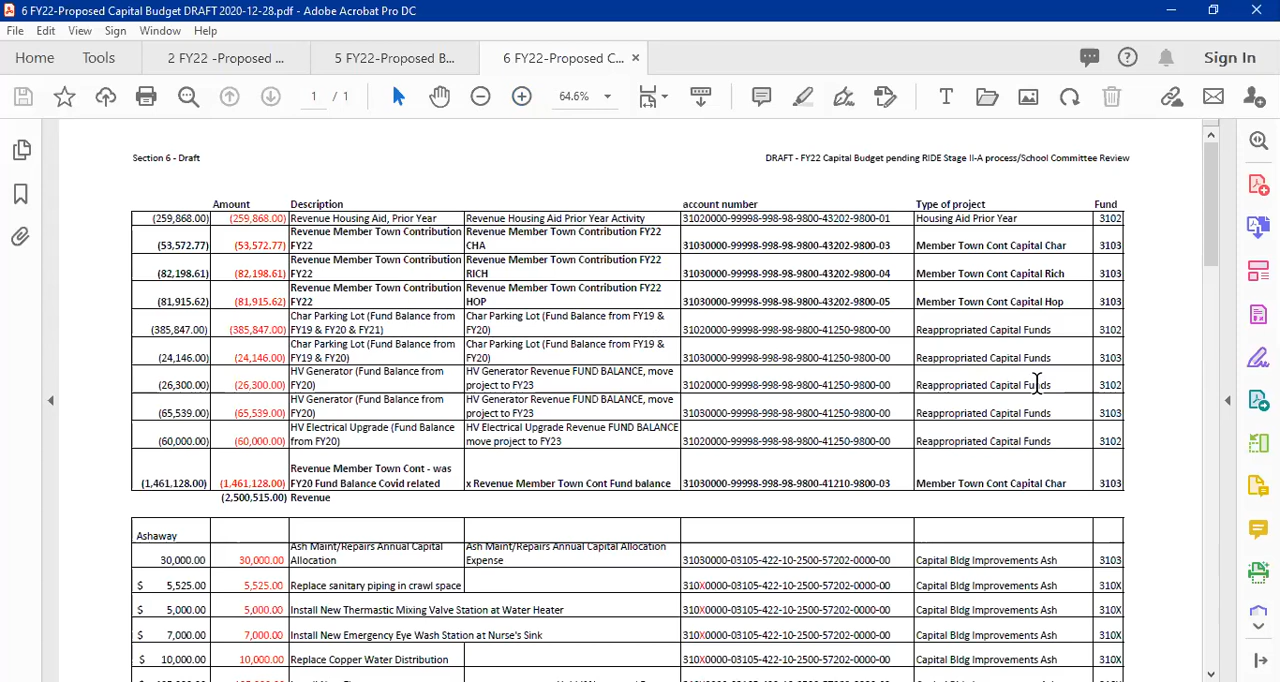 6 FY22-Proposed Capital Budget DRAFT 2020-12-28.pdf - Adobe Acrobat Pro DC
File Edit View Sign Window Help
Home Tools 2 FY22 -Proposed ... 5 FY22-Proposed B... 6 FY22-Proposed C... × Sign In
1 / 1 64.6%
Section 6 - Draft DRAFT - FY22 Capital Budget pending RIDE Stage II-A process/School Committee Review
Amount Description account number Type of project Fund
(259,868.00) (259,868.00) Revenue Housing Aid, Prior Year Revenue Housing Aid Prior Year Activity 31020000-99998-998-98-9800-43202-9800-01 Housing Aid Prior Year 3102
Revenue Member Town Contribution Revenue Member Town Contribution FY22
(53,572.77) (53,572.77) FY22 CHA 31030000-99998-998-98-9800-43202-9800-03 Member Town Cont Capital Char 3103
Revenue Member Town Contribution Revenue Member Town Contribution FY22
(82,198.61) (82,198.61) FY22 RICH 31030000-99998-998-98-9800-43202-9800-04 Member Town Cont Capital Rich 3103
Revenue Member Town Contribution Revenue Member Town Contribution FY22
(81,915.62) (81,915.62) FY22 HOP 31030000-99998-998-98-9800-43202-9800-05 Member Town Cont Capital Hop 3103
Char Parking Lot (Fund Balance from Char Parking Lot (Fund Balance from FY19 &
(385,847.00) (385,847.00) FY19 & FY20 & FY21) FY20) 31020000-99998-998-98-9800-41250-9800-00 Reappropriated Capital Funds 3102
Char Parking Lot (Fund Balance from Char Parking Lot (Fund Balance from FY19 &
(24,146.00) (24,146.00) FY19 & FY20) FY20) 31030000-99998-998-98-9800-41250-9800-00 Reappropriated Capital Funds 3103
HV Generator (Fund Balance from HV Generator Revenue FUND BALANCE, move
(26,300.00) (26,300.00) FY20) project to FY23 31020000-99998-998-98-9800-41250-9800-00 Reappropriated Capital Funds 3102
HV Generator (Fund Balance from HV Generator Revenue FUND BALANCE, move
(65,539.00) (65,539.00) FY20) project to FY23 31030000-99998-998-98-9800-41250-9800-00 Reappropriated Capital Funds 3103
HV Electrical Upgrade (Fund Balance HV Electrical Upgrade Revenue FUND BALANCE
(60,000.00) (60,000.00) from FY20) move project to FY23 31020000-99998-998-98-9800-41250-9800-00 Reappropriated Capital Funds 3102
Revenue Member Town Cont - was
(1,461,128.00) (1,461,128.00) FY20 Fund Balance Covid related x Revenue Member Town Cont Fund balance 31030000-99998-998-98-9800-41210-9800-03 Member Town Cont Capital Char 3103
(2,500,515.00) Revenue
Ashaway
Ash Maint/Repairs Annual Capital Ash Maint/Repairs Annual Capital Allocation
30,000.00 30,000.00 Allocation Expense 31030000-03105-422-10-2500-57202-0000-00 Capital Bldg Improvements Ash 3103
$ 5,525.00 5,525.00 Replace sanitary piping in crawl space 310X0000-03105-422-10-2500-57202-0000-00 Capital Bldg Improvements Ash 310X
$ 5,000.00 5,000.00 Install New Thermastic Mixing Valve Station at Water Heater 310X0000-03105-422-10-2500-57202-0000-00 Capital Bldg Improvements Ash 310X
$ 7,000.00 7,000.00 Install New Emergency Eye Wash Station at Nurse's Sink 310X0000-03105-422-10-2500-57202-0000-00 Capital Bldg Improvements Ash 310X
$ 10,000.00 10,000.00 Replace Copper Water Distribution 310X0000-03105-422-10-2500-57202-0000-00 Capital Bldg Improvements Ash 310X